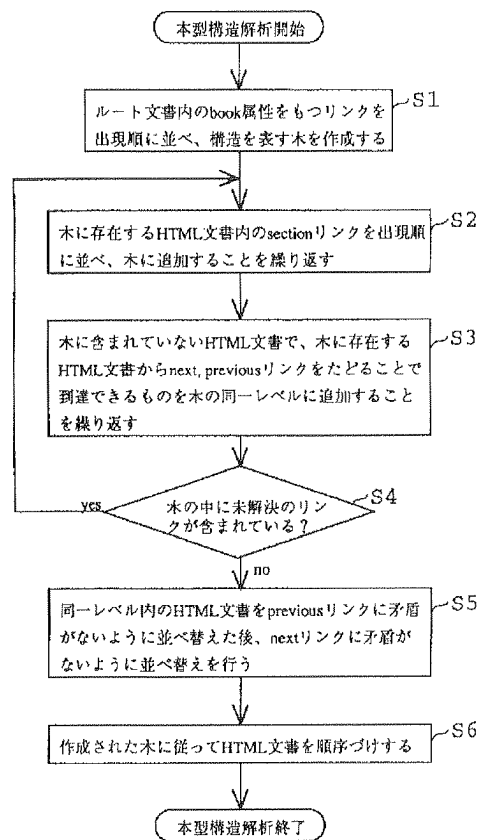 本型構造解析開始
S1
ルート文書内のbook属性をもつリンクを
出現順に並べ、構造を表す木を作成する
S2
木に存在するHTML文書内のsectionリンクを出現順
に並べ、木に追加することを繰り返す
S3
木に含まれていないHTML文書で、木に存在する
HTML文書からnext, previousリンクをたどることで
到達できるものを木の同一レベルに追加すること
を繰り返す
S4
yes
木の中に未解決のリン
クが含まれている?
no
S5
同一レベル内のHTML文書をpreviousリンクに矛盾
がないように並べ替えた後、nextリンクに矛盾が
ないように並べ替えを行う
S6
作成された木に従ってHTML文書を順序づけする
本型構造解析終了